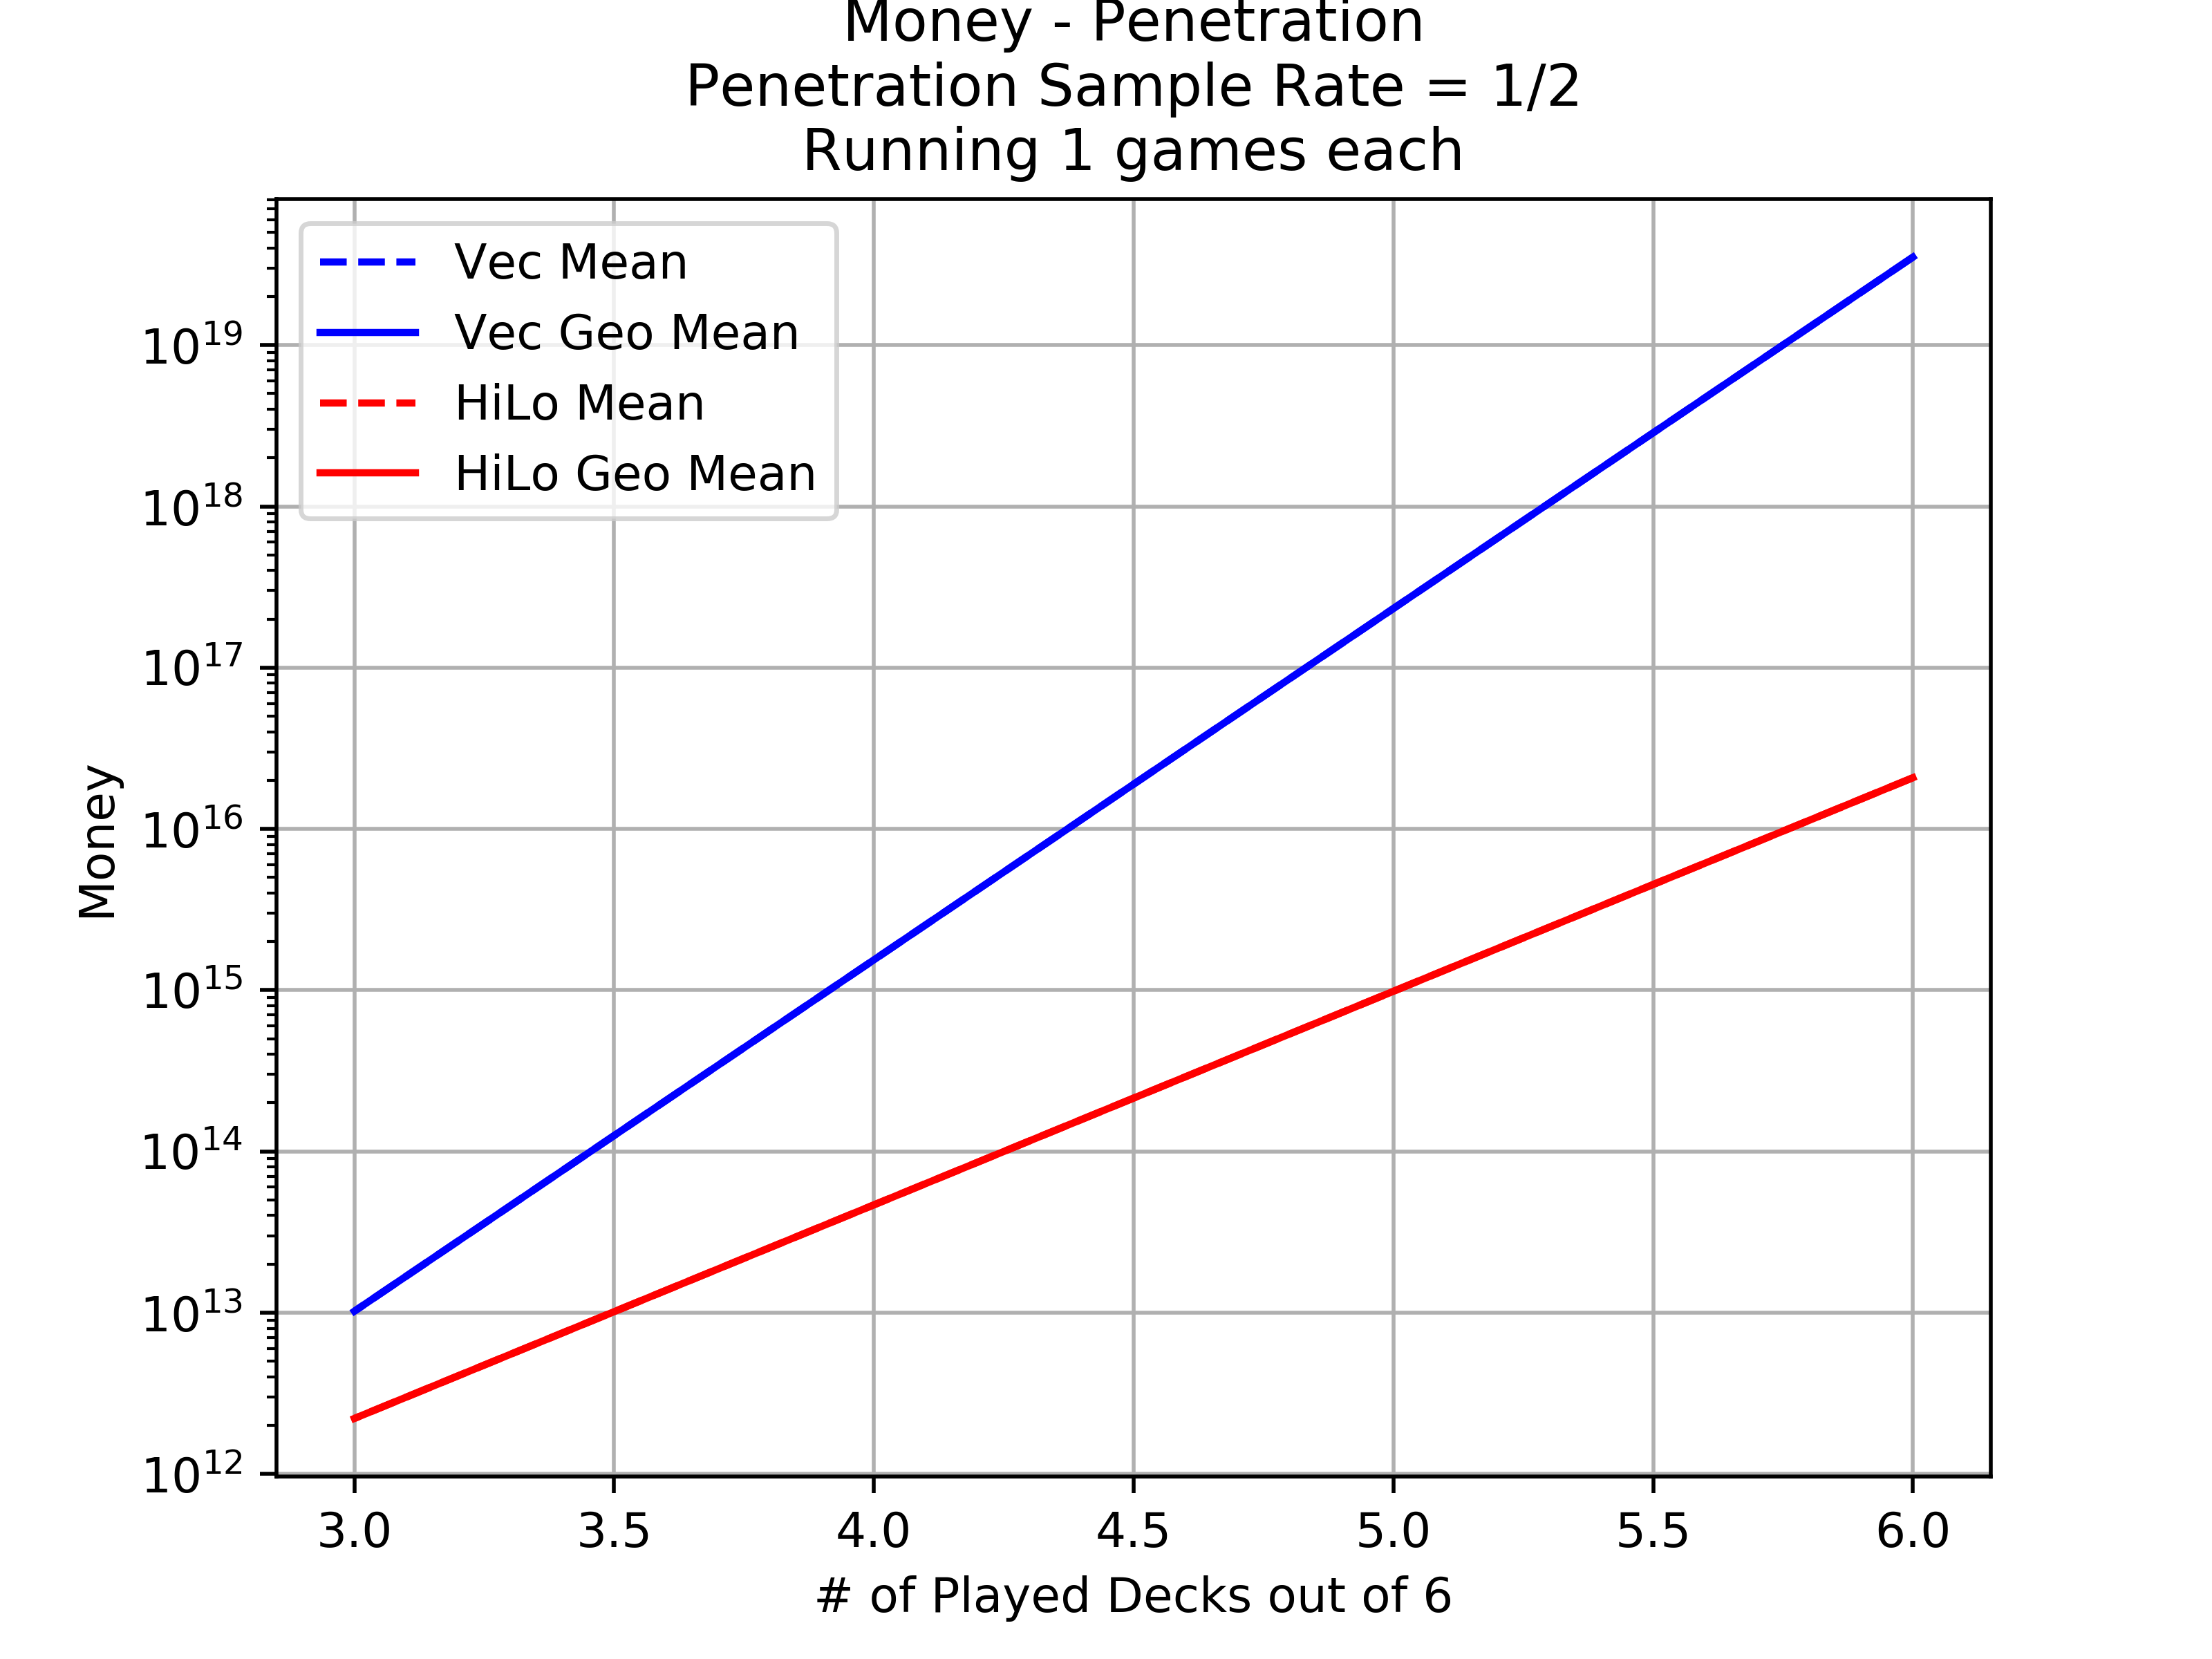 Money - Penetration
Penetration Sample Rate = 1/2
Running 1 games each
Vec Mean
Vec Geo Mean
HiLo Mean
HiLo Geo Mean
10^19
10^18
10^17
10^16
10^15
10^14
10^13
10^12
Money
3.0 3.5 4.0 4.5 5.0 5.5 6.0
# of Played Decks out of 6